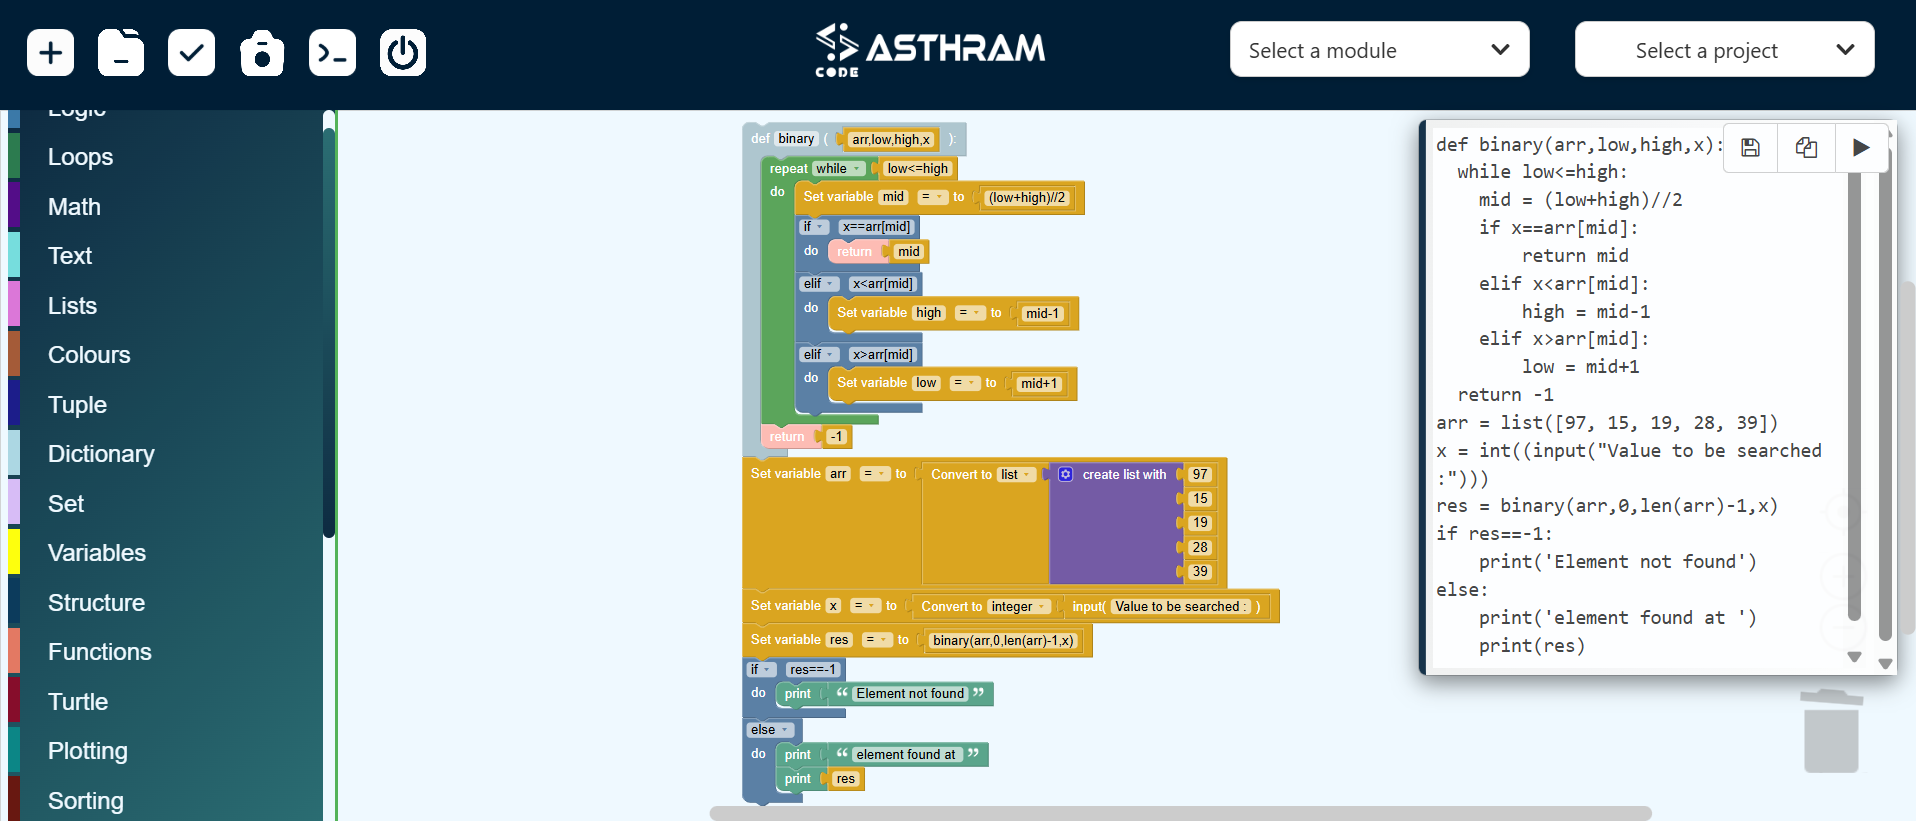 CODE
ASTHRAM
Select a module
Select a project
Logic
Loops
Math
Text
Lists
Colours
Tuple
Dictionary
Set
Variables
Structure
Functions
Turtle
Plotting
Sorting
def binary ( arr,low,high,x ):
repeat while low<=high
do Set variable mid = to (low+high)//2
if x==arr[mid]
do return mid
elif x<arr[mid]
do Set variable high = to mid-1
elif x>arr[mid]
do Set variable low = to mid+1
return -1
Set variable arr = to Convert to list create list with 97
15
19
28
39
Set variable x = to Convert to integer input( Value to be searched : )
Set variable res = to binary(arr,0,len(arr)-1,x)
if res==-1
do print “ Element not found ”
else
do print “ element found at ”
print res
def binary(arr,low,high,x):
while low<=high:
mid = (low+high)//2
if x==arr[mid]:
return mid
elif x<arr[mid]:
high = mid-1
elif x>arr[mid]:
low = mid+1
return -1
arr = list([97, 15, 19, 28, 39])
x = int((input("Value to be searched
:")))
res = binary(arr,0,len(arr)-1,x)
if res==-1:
print('Element not found')
else:
print('element found at ')
print(res)